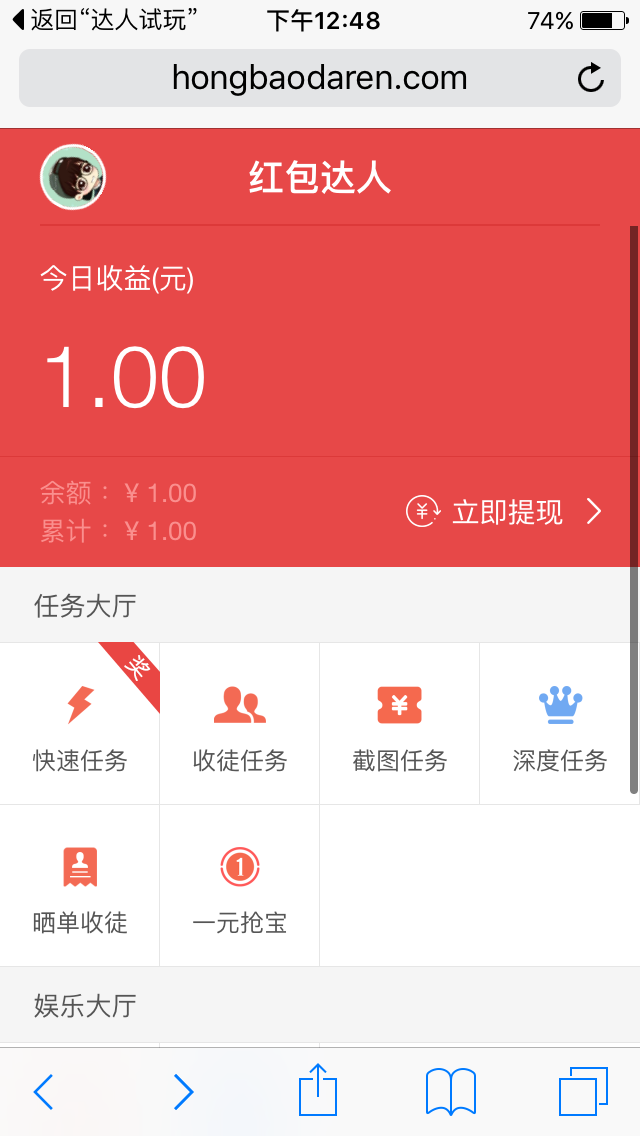 返回“达人试玩”
下午12:48
74%
hongbaodaren.com
红包达人
今日收益(元)
1.00
余额：¥ 1.00
累计：¥ 1.00
¥ 立即提现
任务大厅
奖
快速任务
收徒任务
¥
截图任务
深度任务
晒单收徒
1
一元抢宝
娱乐大厅